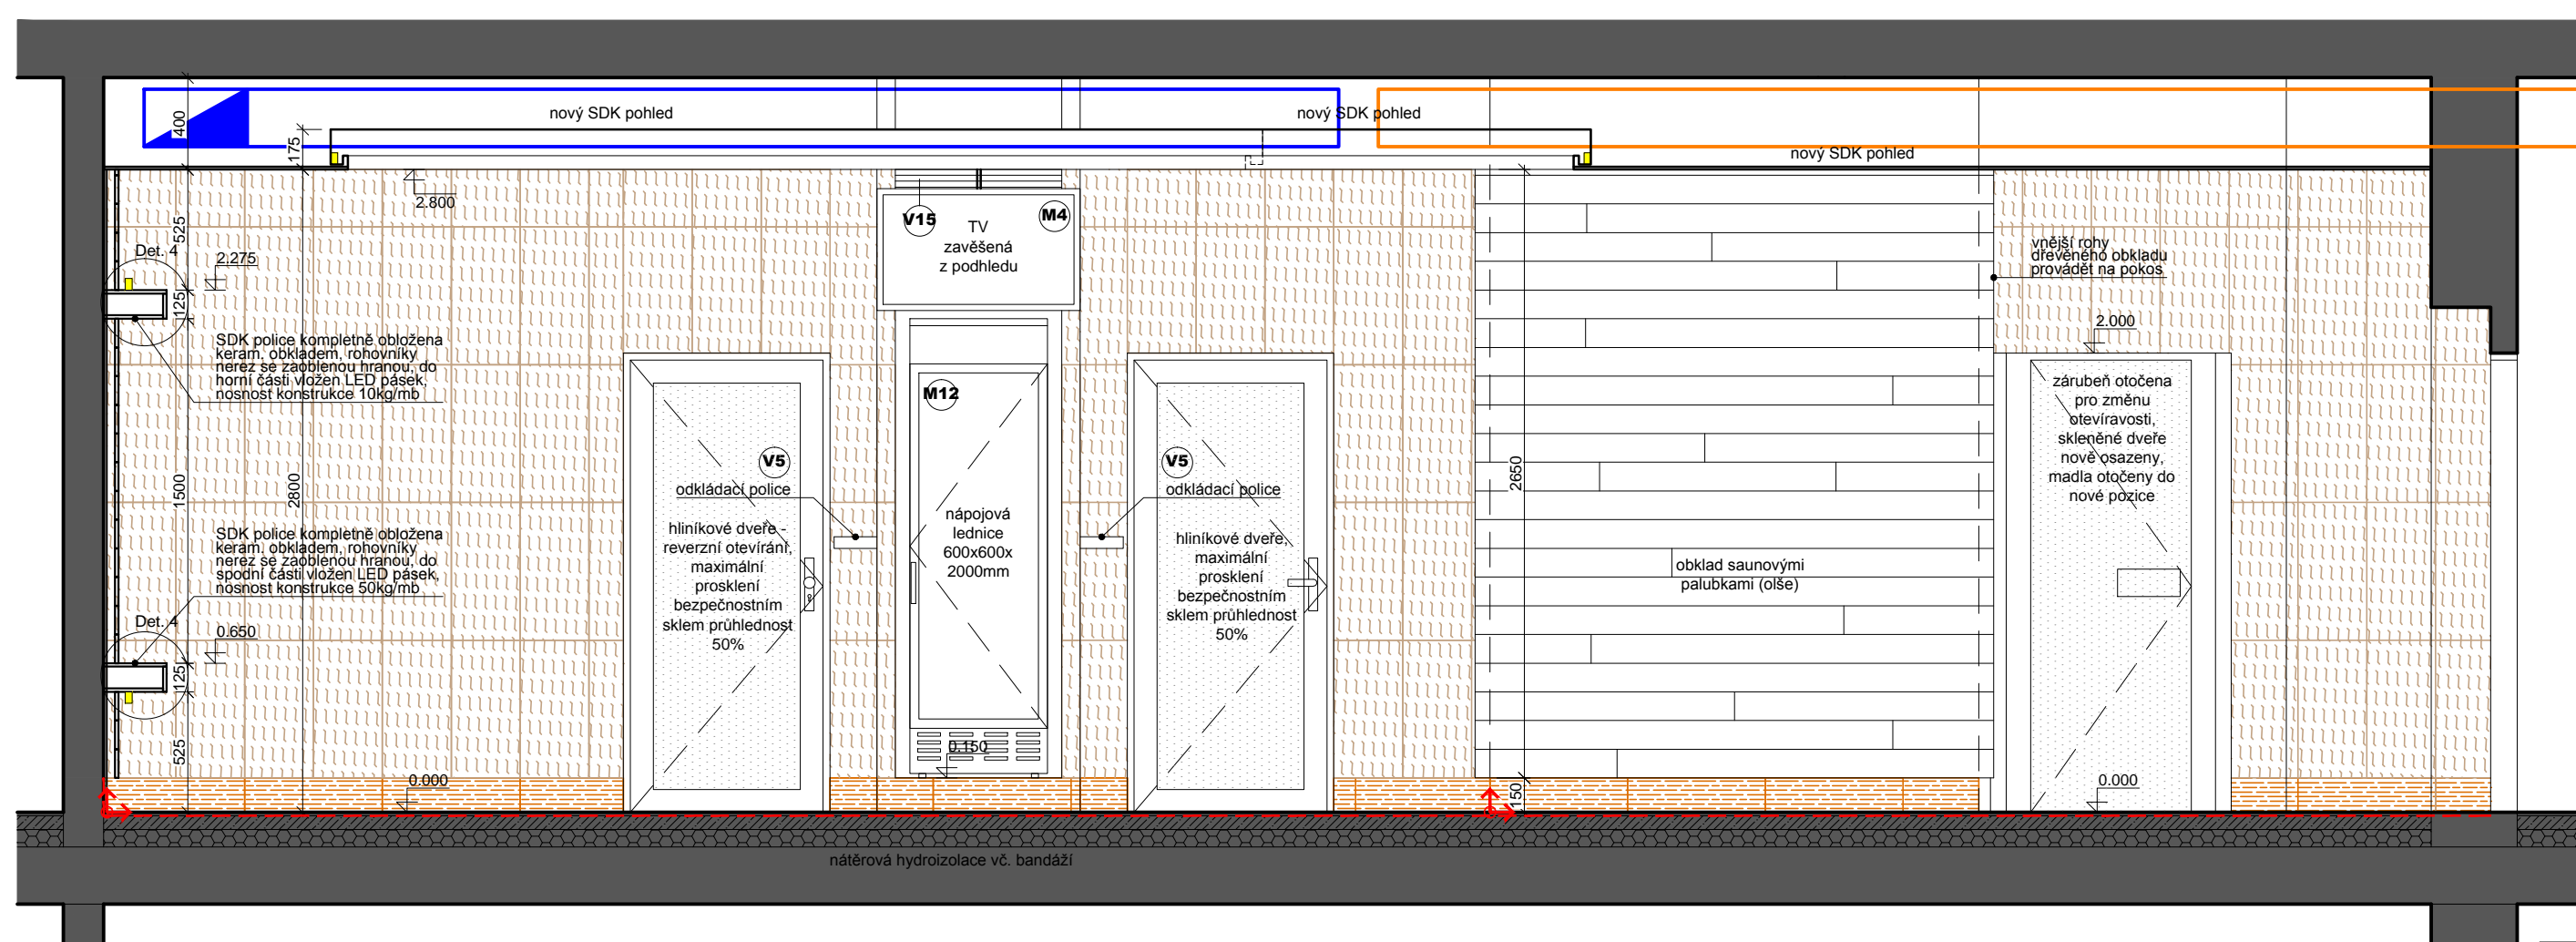 nový SDK pohled
nový SDK pohled
nový SDK pohled
400
175
2.800
525
Det. 4
2.275
125
SDK police kompletně obložena
keram. obkladem, rohovníky
nerez se zaoblenou hranou, do
horní části vložen LED pásek,
nosnost konstrukce 10kg/mb
1500
2800
SDK police kompletně obložena
keram. obkladem, rohovníky
nerez se zaoblenou hranou, do
spodní části vložen LED pásek,
nosnost konstrukce 50kg/mb
Det. 4
0.650
125
525
0.000
V5
odkládací police
hliníkové dveře -
reverzní otevírání,
maximální
prosklení
bezpečnostním
sklem průhlednost
50%
V15
M4
TV
zavěšená
z podhledu
M12
nápojová
lednice
600x600x
2000mm
0.150
V5
odkládací police
hliníkové dveře,
maximální
prosklení
bezpečnostním
sklem průhlednost
50%
2650
150
obklad saunovými
palubkami (olše)
vnější rohy
dřevěného obkladu
provádět na pokos
2.000
zárubeň otočena
pro změnu
otevíravosti,
skleněné dveře
nově osazeny,
madla otočeny do
nové pozice
0.000
nátěrová hydroizolace vč. bandáží